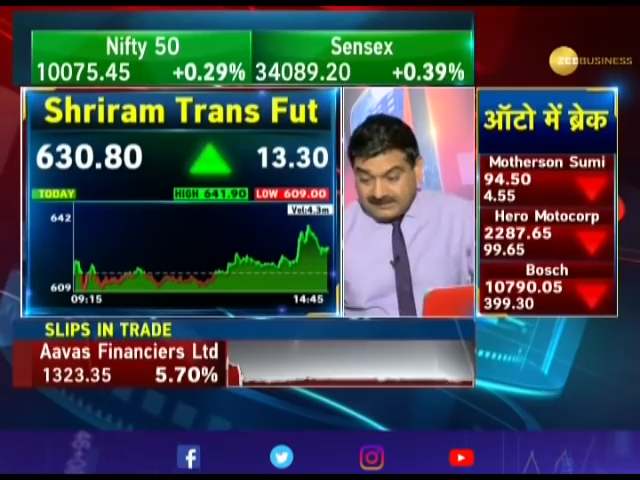 Nifty 50
10075.45 +0.29%
Sensex
34089.20 +0.39%
ZEE BUSINESS
Shriram Trans Fut
630.80 13.30
TODAY HIGH 641.90 LOW 609.00
Vol:4.3m
642
609
09:15 14:45
ऑटो में ब्रेक
Motherson Sumi
94.50
4.55
Hero Motocorp
2287.65
99.65
Bosch
10790.05
399.30
SLIPS IN TRADE
Aavas Financiers Ltd
1323.35 5.70%